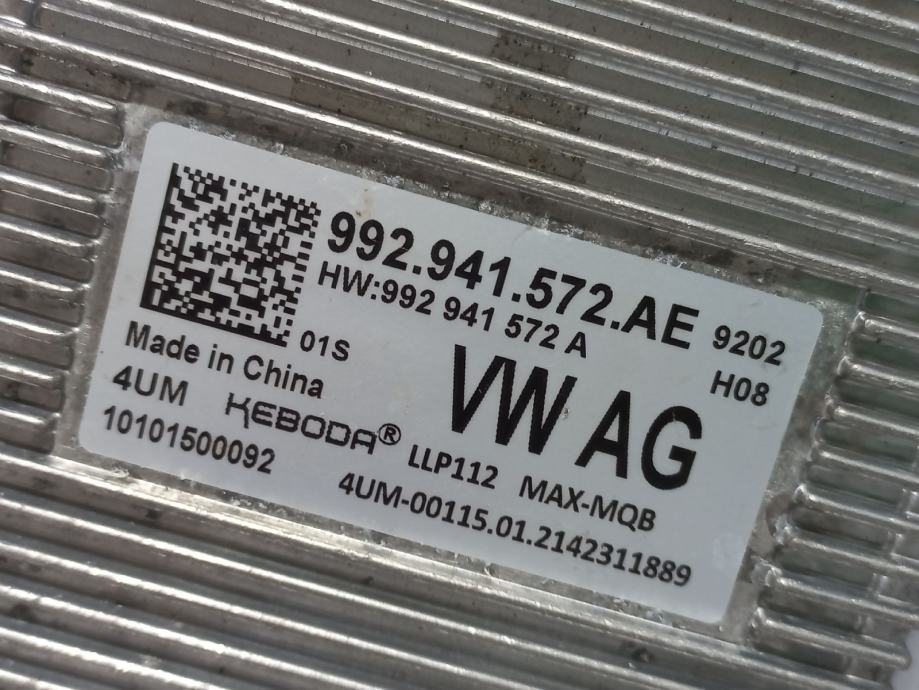 992.941.572.AE 9202
HW:992 941 572 A H08
01S
Made in China
VW AG
4UM KEBODA®
LLP112 MAX-MQB
10101500092
4UM-00115.01.2142311889